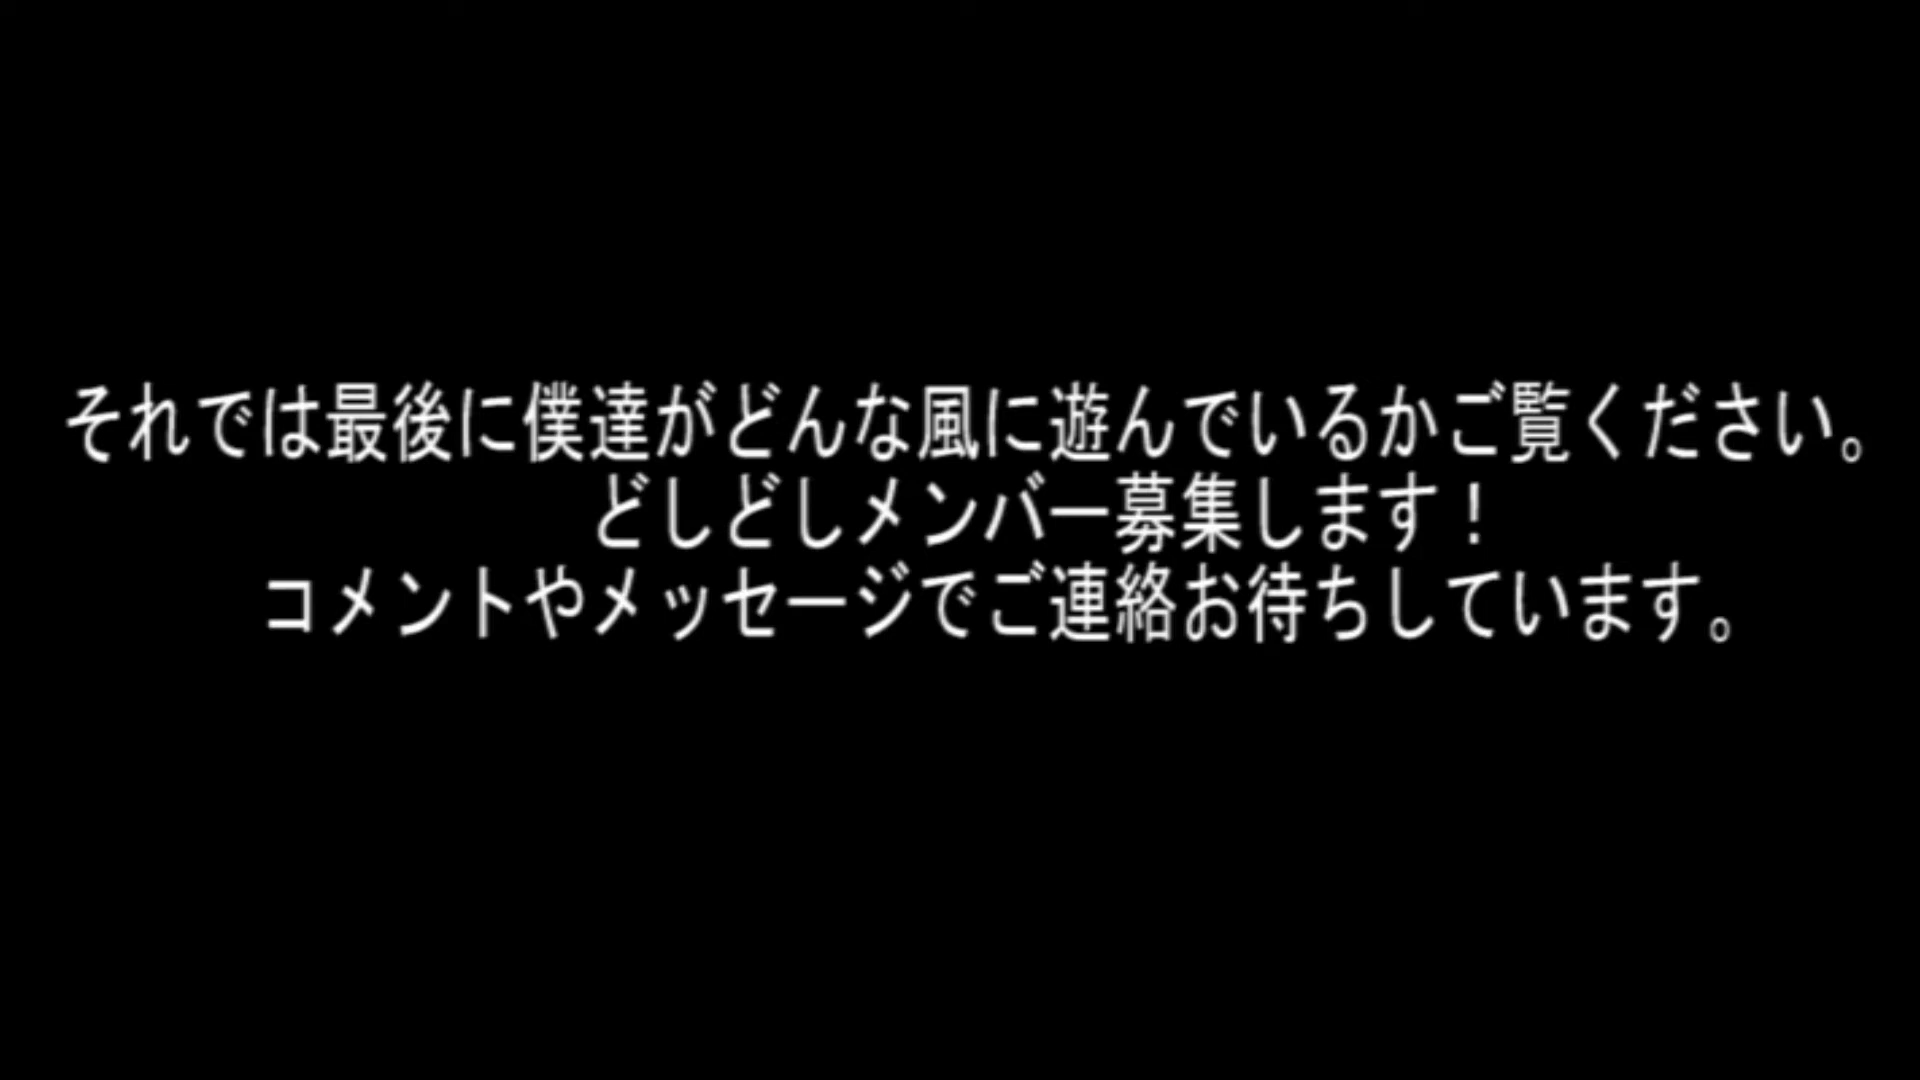 それでは最後に僕達がどんな風に遊んでいるかご覧ください。
どしどしメンバー募集します！
コメントやメッセージでご連絡お待ちしています。